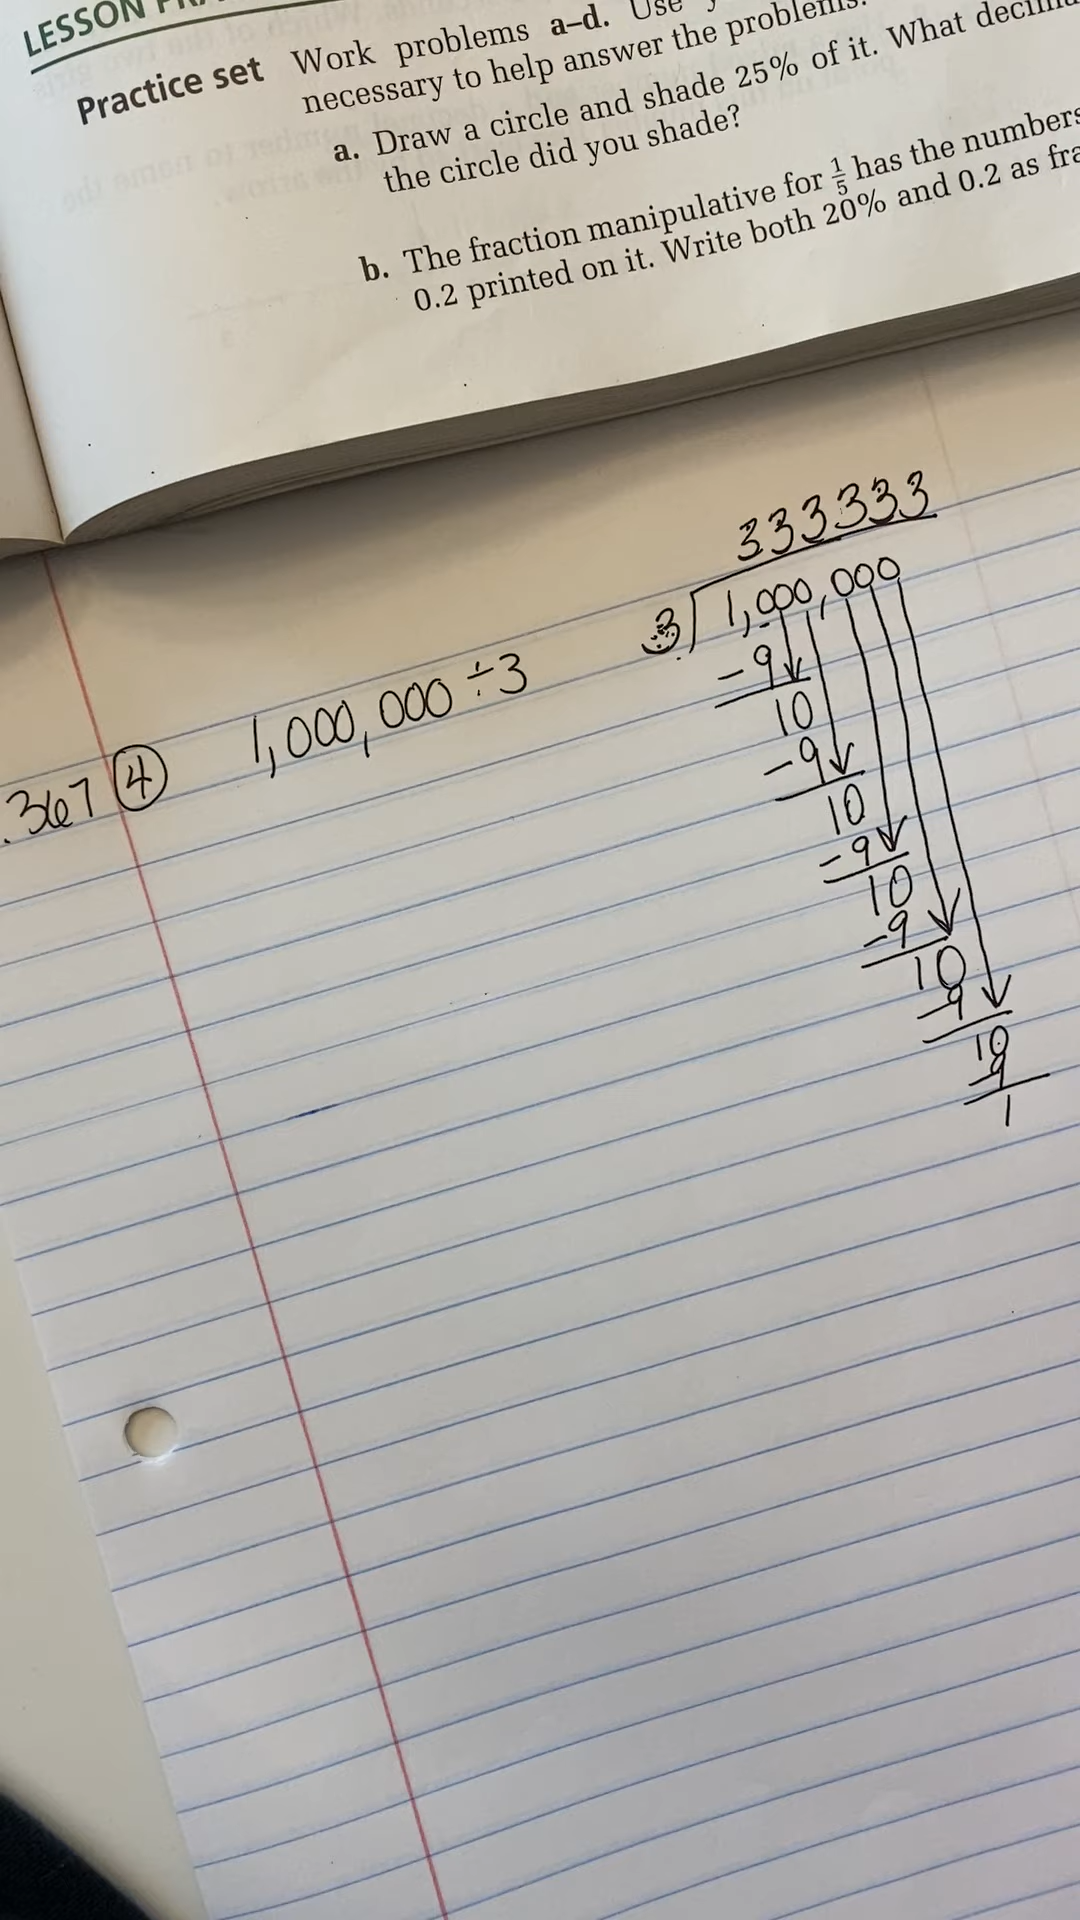 LESSON
Practice set Work problems a–d. Use
necessary to help answer the problems.
a. Draw a circle and shade 25% of it. What
the circle did you shade?
b. The fraction manipulative for 1/5 has the numbers
0.2 printed on it. Write both 20% and 0.2 as
333333
3 1,000,000
-9
10
-9
10
-9
10
-9
10
-9
10
9
1
.367 4 1,000,000 ÷ 3